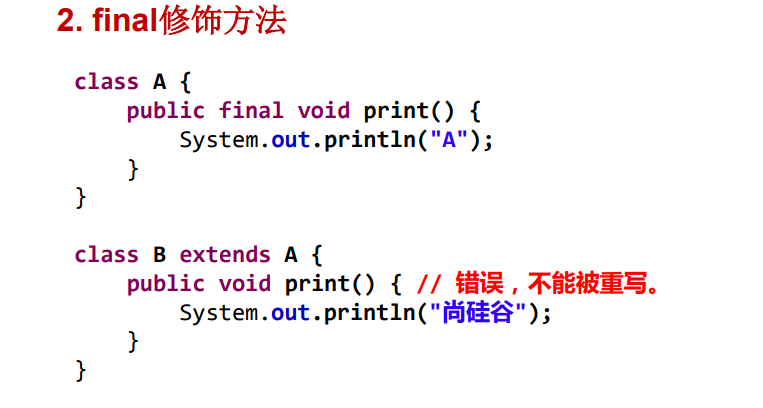 2. final修饰方法
class A {
public final void print() {
System.out.println("A");
}
}
class B extends A {
public void print() { // 错误，不能被重写。
System.out.println("尚硅谷");
}
}